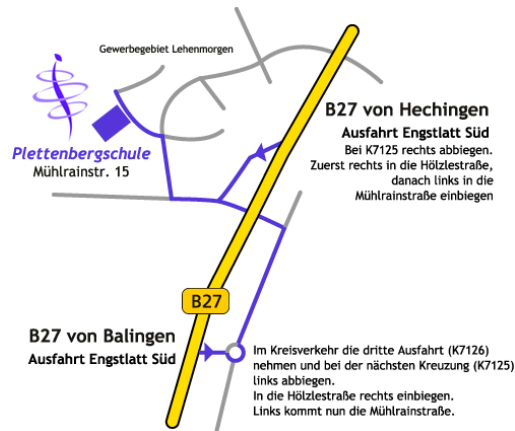 Gewerbegebiet Lehenmorgen
Plettenbergschule
Mühlrainstr. 15
B27 von Hechingen
Ausfahrt Engstlatt Süd
Bei K7125 rechts abbiegen.
Zuerst rechts in die Hölzlestraße,
danach links in die
Mühlrainstraße einbiegen
B27
B27 von Balingen
Ausfahrt Engstlatt Süd
Im Kreisverkehr die dritte Ausfahrt (K7126)
nehmen und bei der nächsten Kreuzung (K7125)
links abbiegen.
In die Hölzlestraße rechts einbiegen.
Links kommt nun die Mühlrainstraße.